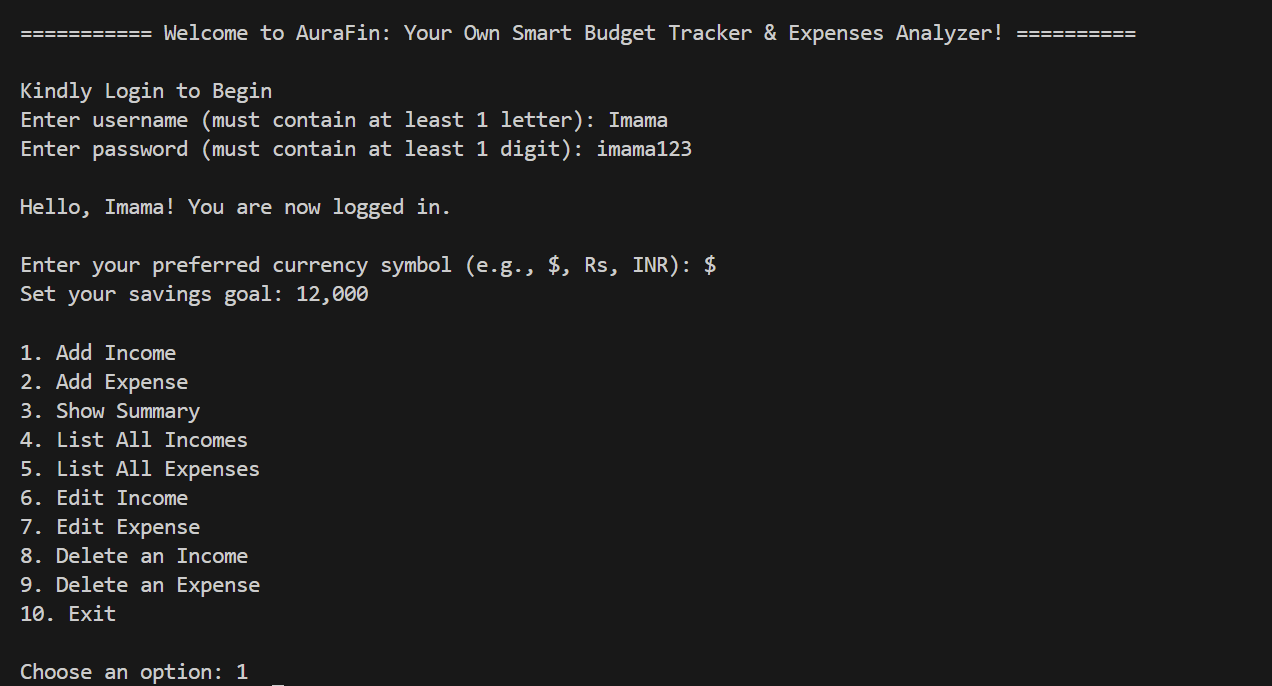 =========== Welcome to AuraFin: Your Own Smart Budget Tracker & Expenses Analyzer! ==========
Kindly Login to Begin
Enter username (must contain at least 1 letter): Imama
Enter password (must contain at least 1 digit): imama123
Hello, Imama! You are now logged in.
Enter your preferred currency symbol (e.g., $, Rs, INR): $
Set your savings goal: 12,000
1. Add Income
2. Add Expense
3. Show Summary
4. List All Incomes
5. List All Expenses
6. Edit Income
7. Edit Expense
8. Delete an Income
9. Delete an Expense
10. Exit
Choose an option: 1